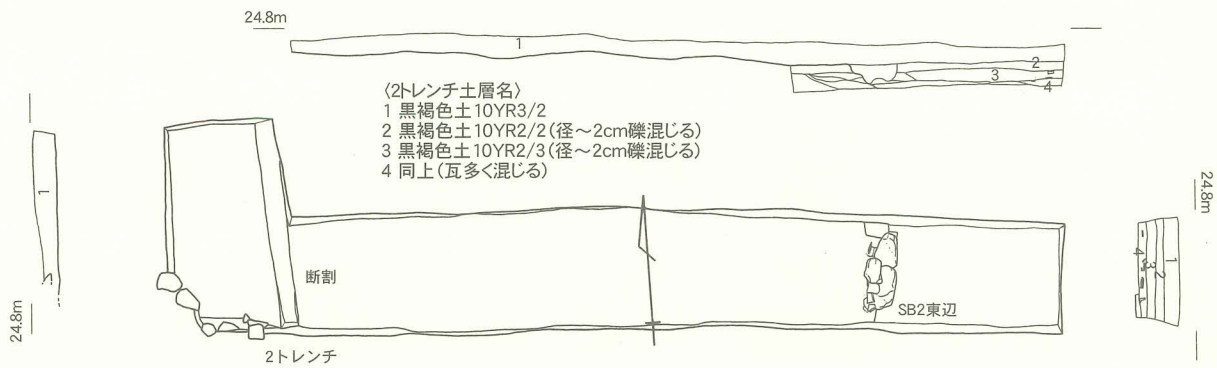 24.8m
1
2
3
4
〈2トレンチ土層名〉
1 黒褐色土10YR3/2
2 黒褐色土10YR2/2（径～2cm礫混じる）
3 黒褐色土10YR2/3（径～2cm礫混じる）
4 同上（瓦多く混じる）
1
24.8m
断割
SB2東辺
2トレンチ
24.8m
1
2
3
4